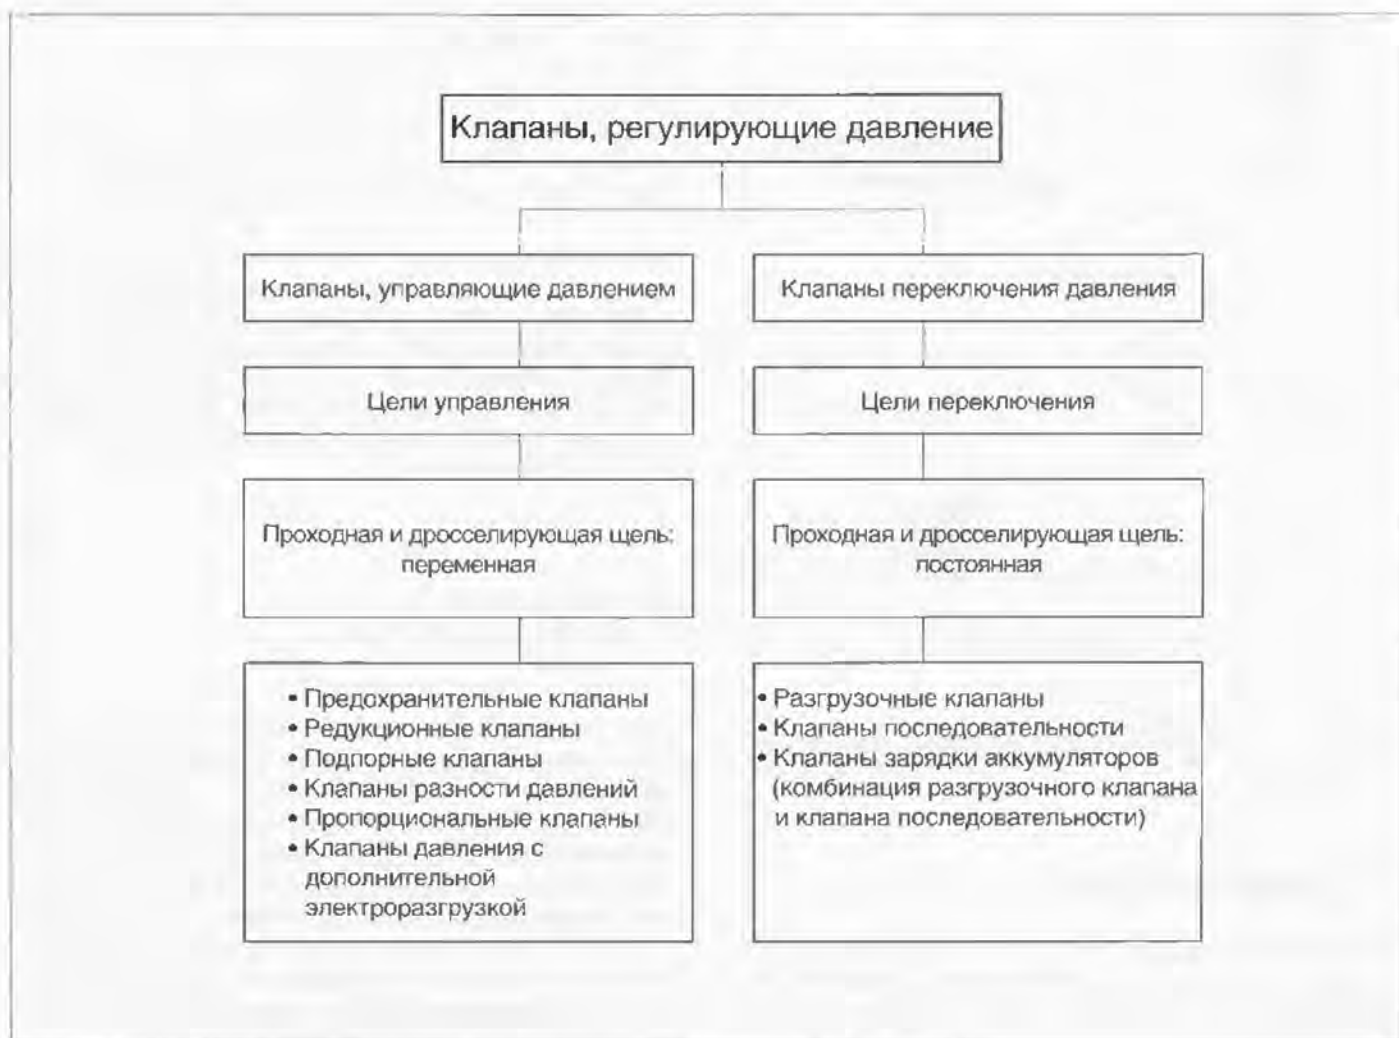 Клапаны, регулирующие давление
Клапаны, управляющие давлением
Клапаны переключения давления
Цели управления
Цели переключения
Проходная и дросселирующая щель:
переменная
Проходная и дросселирующая щель:
постоянная
• Предохранительные клапаны
• Редукционные клапаны
• Подпорные клапаны
• Клапаны разности давлений
• Пропорциональные клапаны
• Клапаны давления с
дополнительной
электроразгрузкой
• Разгрузочные клапаны
• Клапаны последовательности
• Клапаны зарядки аккумуляторов
(комбинация разгрузочного клапана
и клапана последовательности)